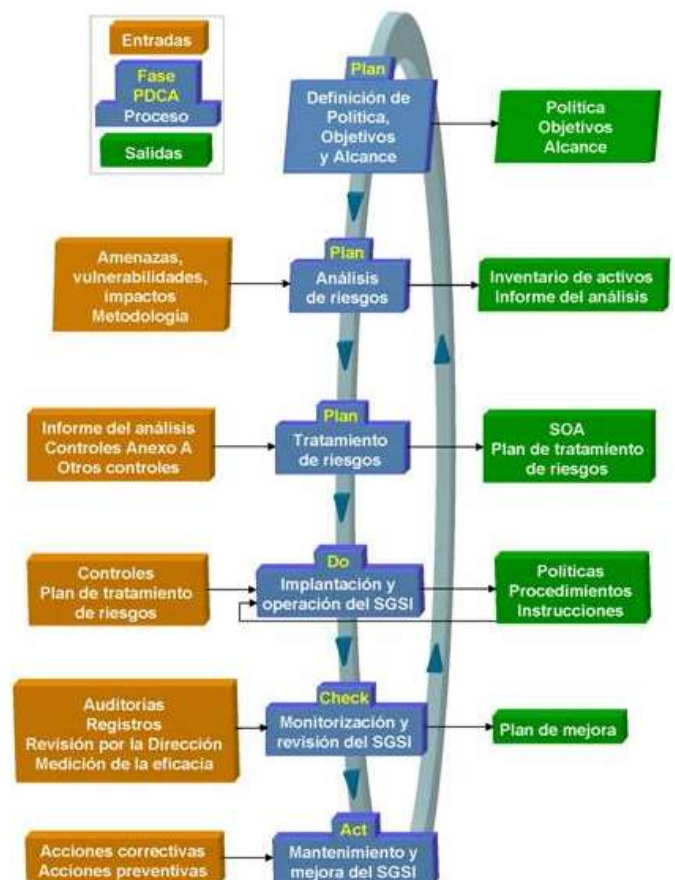 Entradas
Fase
PDCA
Proceso
Salidas
Plan
Definición de
Política,
Objetivos
y Alcance
Política
Objetivos
Alcance
Amenazas,
vulnerabilidades,
impactos
Metodología
Plan
Análisis
de riesgos
Inventario de activos
Informe del análisis
Informe del análisis
Controles Anexo A
Otros controles
Plan
Tratamiento
de riesgos
SOA
Plan de tratamiento
de riesgos
Controles
Plan de tratamiento
de riesgos
Do
Implantación y
operación del SGSI
Políticas
Procedimientos
Instrucciones
Auditorias
Registros
Revisión por la Dirección
Medición de la eficacia
Check
Monitorización y
revisión del SGSI
Plan de mejora
Acciones correctivas
Acciones preventivas
Act
Mantenimiento y
mejora del SGSI